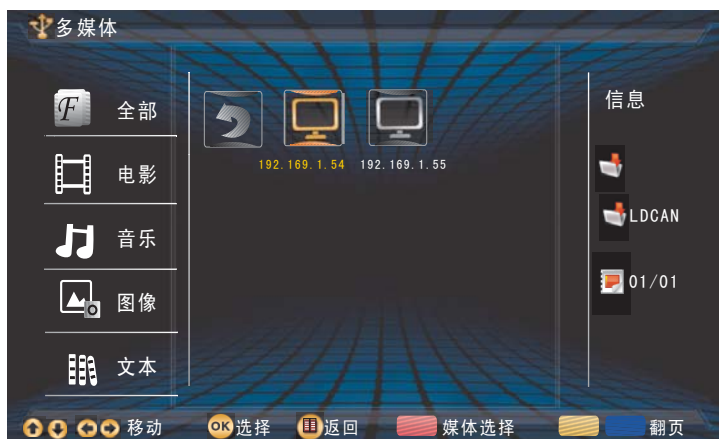 多媒体
全部
电影
音乐
图像
文本
192.169.1.54 192.169.1.55
信息
LDCAN
01/01
移动 OK 选择 返回 媒体选择 翻页